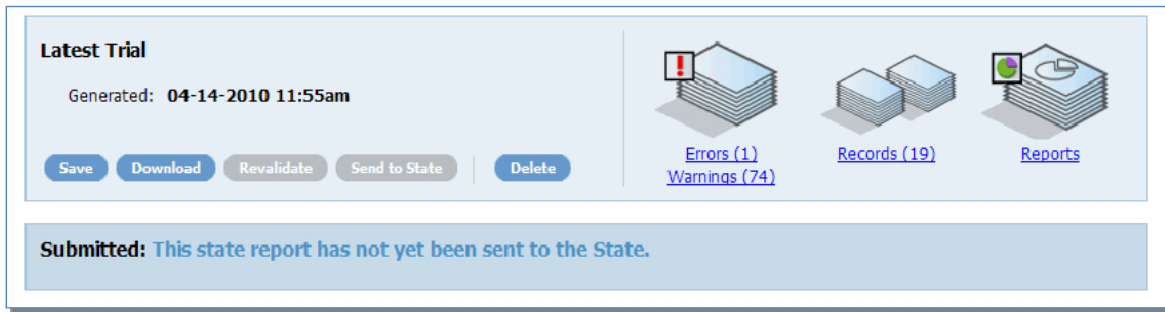 Latest Trial
Generated: 04-14-2010 11:55am
Save Download Revalidate Send to State Delete
Errors (1)
Warnings (74)
Records (19)
Reports
Submitted: This state report has not yet been sent to the State.